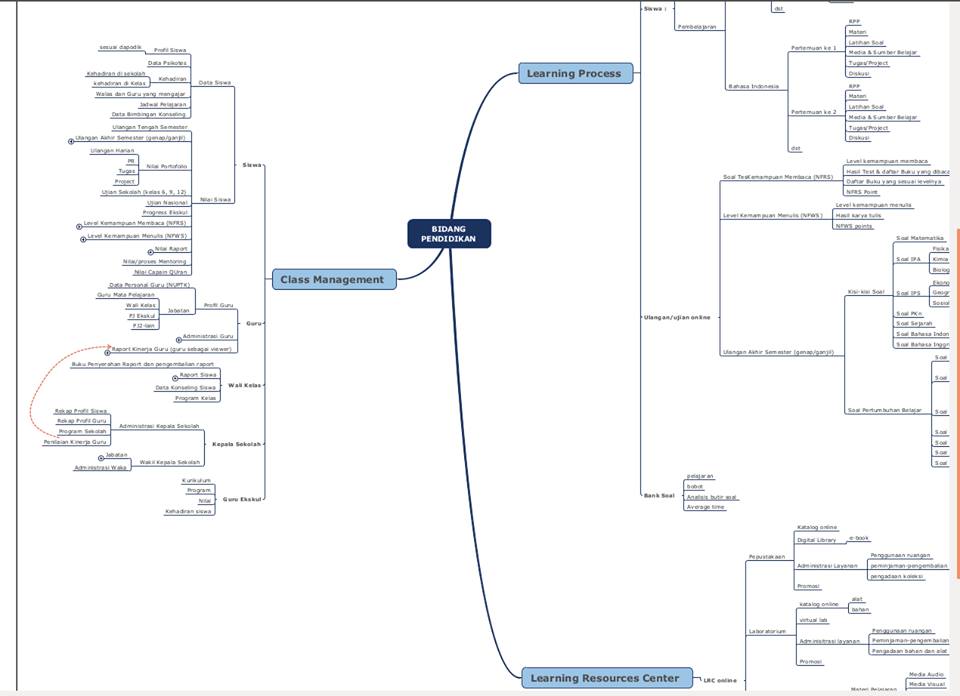 BIDANG
PENDIDIKAN
Class Management
Siswa
Data Siswa
Profil Siswa
sesuai dapodik
Data Psikotes
Kehadiran
Kehadiran di sekolah
kehadiran di Kelas
Walas dan Guru yang mengajar
Jadwal Pelajaran
Data Bimbingan Konseling
Nilai Siswa
Ulangan Tengah Semester
Ulangan Akhir Semester (genap/ganjil)
Nilai Portofolio
Ulangan Harian
PR
Tugas
Project
Ujian Sekolah (kelas 6, 9, 12)
Ujian Nasional
Progress Ekskul
Level Kemampuan Membaca (NFRS)
Level Kemampuan Menulis (NFWS)
Nilai Raport
Nilai/proses Mentoring
Nilai Capain QUran
Guru
Profil Guru
Data Personal Guru (NUPTK)
Jabatan
Guru Mata Pelajaran
Wali Kelas
PJ Ekskul
PJ2-lain
Administrasi Guru
Raport Kinerja Guru (guru sebagai viewer)
Wali Kelas
Buku Penyerahan Raport dan pengembalian raport
Raport Siswa
Data Konseling Siswa
Program Kelas
Kepala Sekolah
Administrasi Kepala Sekolah
Rekap Profil Siswa
Rekap Profil Guru
Program Sekolah
Penilaian Kinerja Guru
Wakil Kepala Sekolah
Jabatan
Administrasi Waka
Guru Ekskul
Kurikulum
Program
Nilai
Kehadiran siswa
Learning Process
Siswa :
Pembelajaran
dst
Bahasa Indonesia
Pertemuan ke 1
RPP
Materi
Latihan Soal
Media & Sumber Belajar
Tugas/Project
Diskusi
Pertemuan ke 2
RPP
Materi
Latihan Soal
Media & Sumber Belajar
Tugas/Project
Diskusi
dst
Ulangan/ujian online
Soal TesKemampuan Membaca (NFRS)
Level kemampuan membaca
Hasil Test & daftar Buku yang dibaca
Daftar Buku yang sesuai levelnya
NFRS Point
Level Kemampuan Menulis (NFWS)
Level kemampuan menulis
Hasil karya tulis
NFWS points
Ulangan Akhir Semester (genap/ganjil)
Kisi-kisi Soal
Soal Matematika
Soal IPA
Fisika
Kimia
Biolog
Soal IPS
Ekono
Geogr
Sosiol
Soal PKn
Soal Sejarah
Soal Bahasa Indon
Soal Bahasa Inggri
Soal Pertumbuhan Belajar
Soal
Soal
Soal
Soal
Soal
Soal
Soal
Bank Soal
pelajaran
bobot
Analisis butir soal
Average time
Learning Resources Center
LRC online
Pepustakaan
Katalog online
Digital Library
e-book
Administrasi Layanan
Penggunaan ruangan
peminjaman-pengembalian
pengadaan koleksi
Promosi
Laboratorium
katalog online
alat
bahan
virtual lab
Adminsitrasi layanan
Penggunaan ruangan
Peminjaman-pengembalian
Pengadaan bahan dan alat
Promosi
Materi Pelajaran
Media Audio
Media Visual